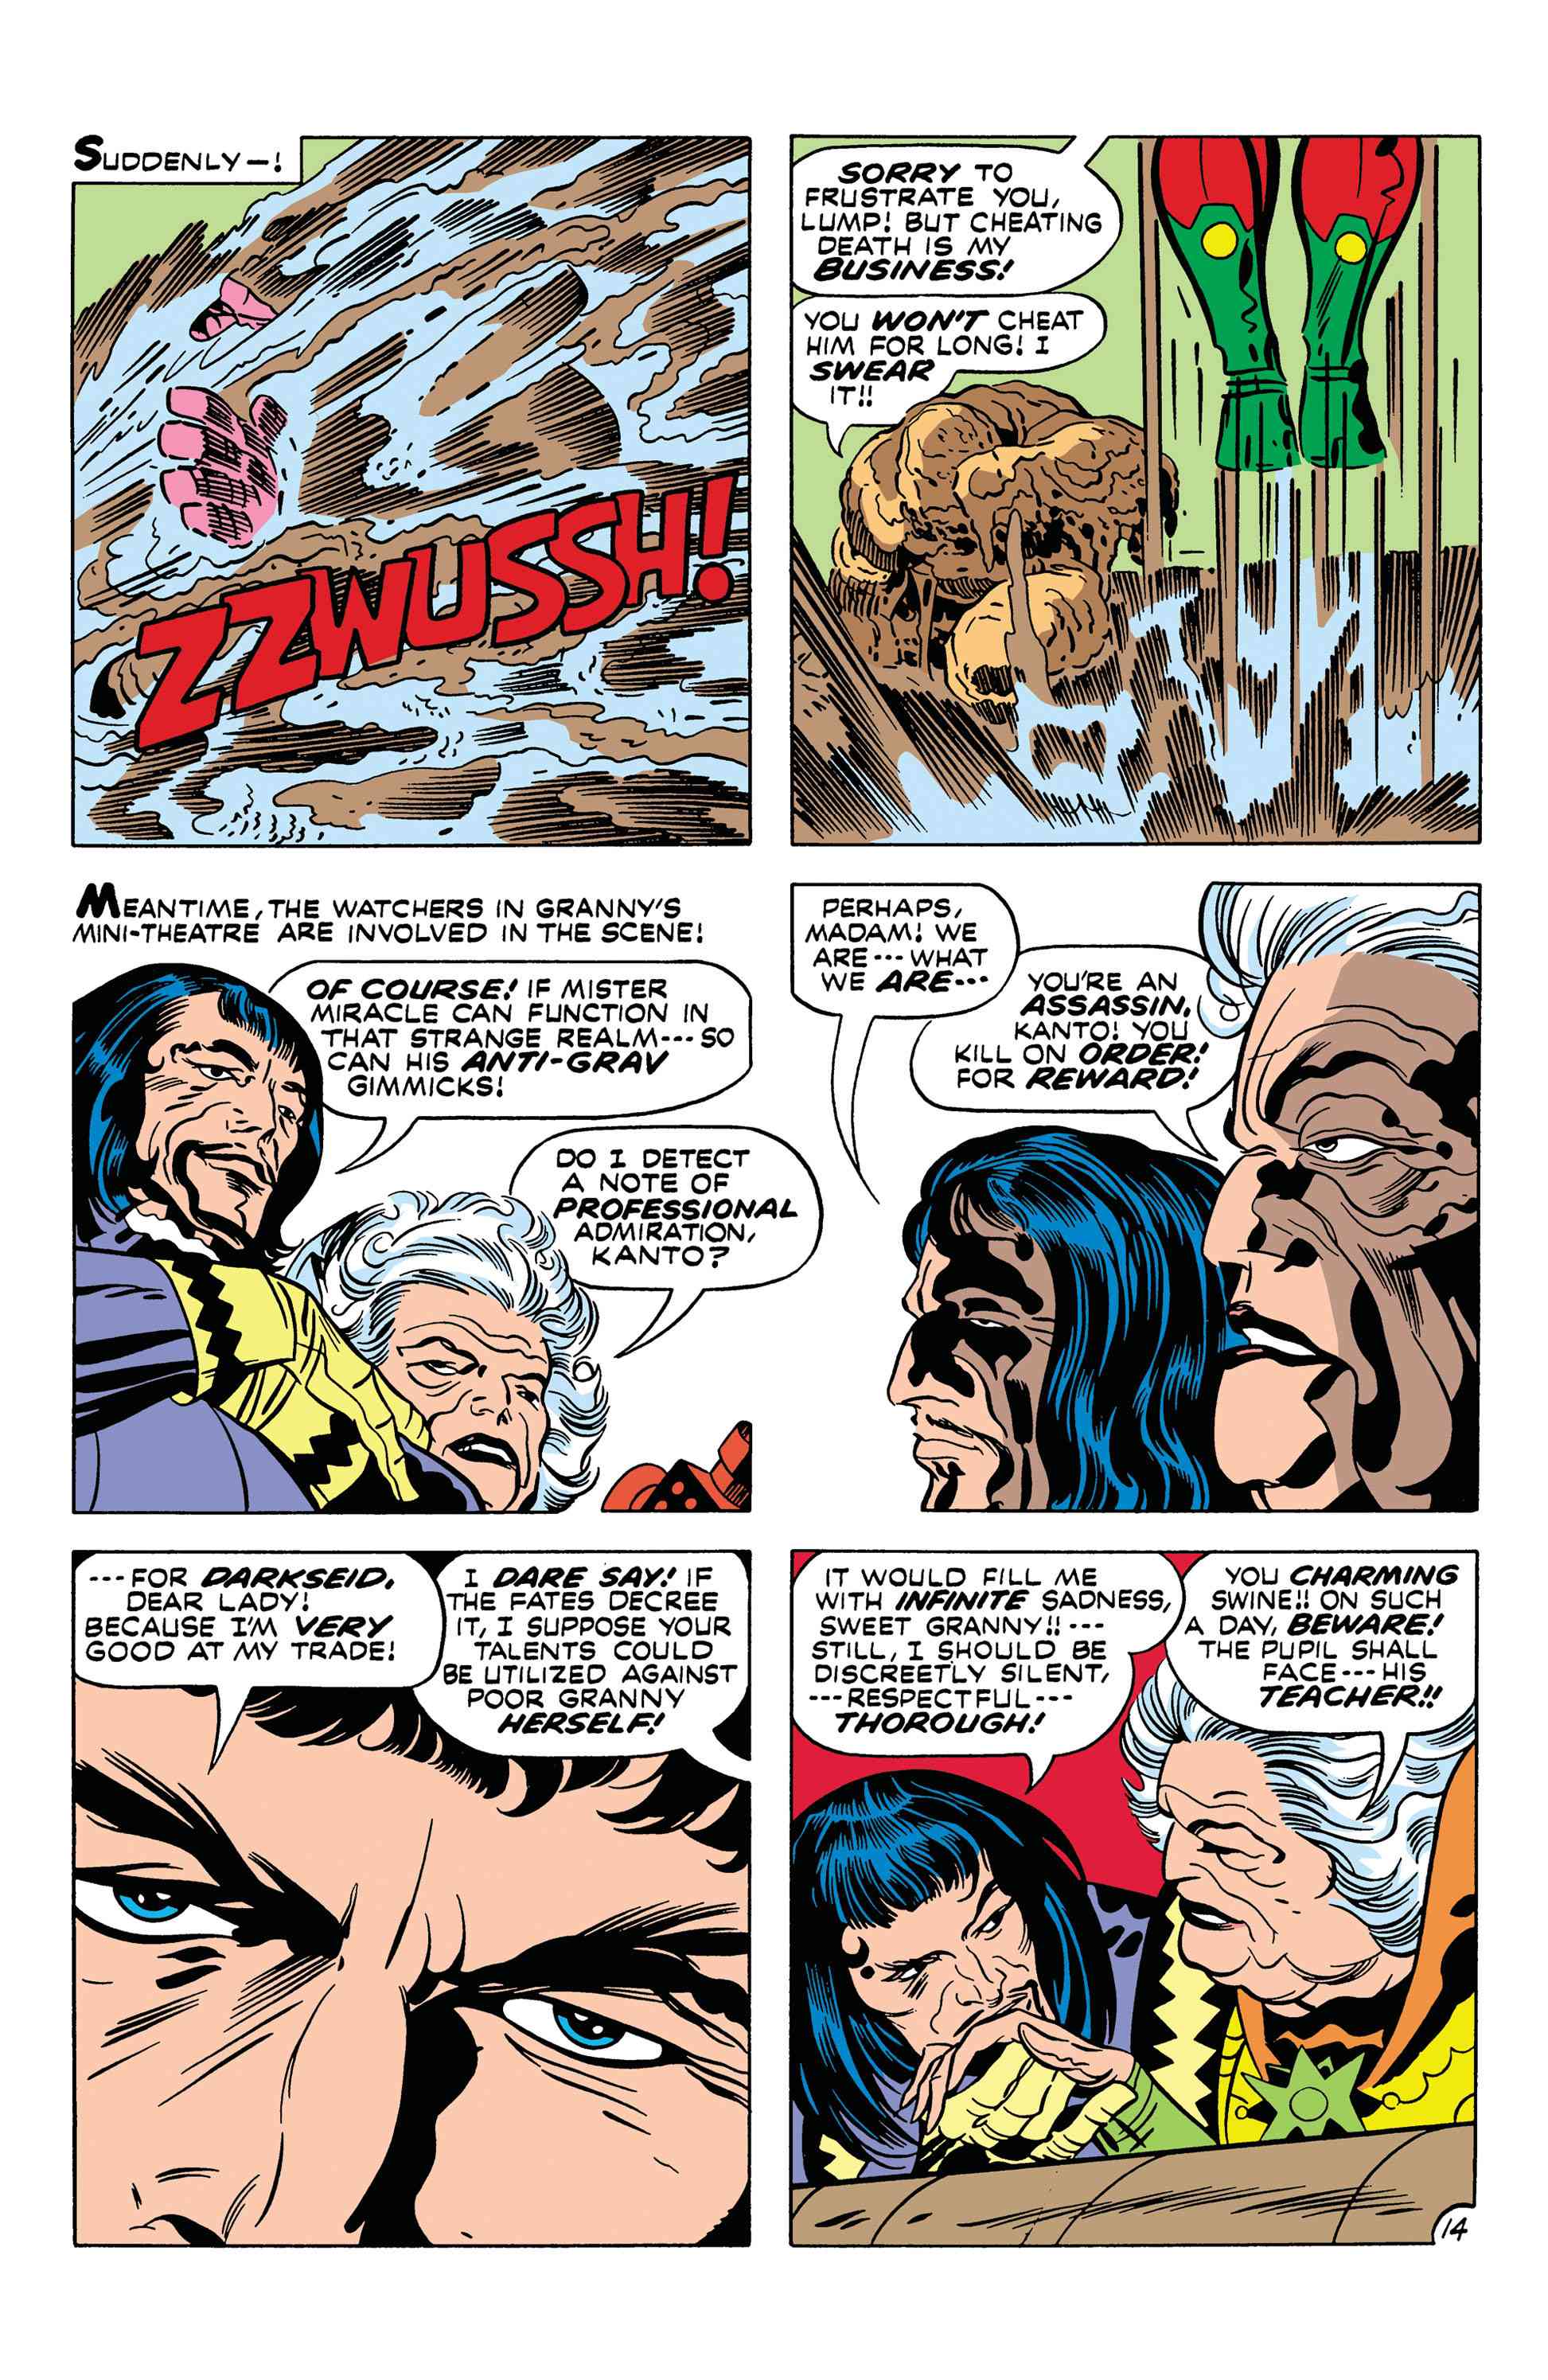 SUDDENLY—!
ZZWUSSH!
SORRY TO
FRUSTRATE YOU,
LUMP! BUT CHEATING
DEATH IS MY
BUSINESS!
YOU WON'T CHEAT
HIM FOR LONG! I
SWEAR
IT!!
MEANTIME, THE WATCHERS IN GRANNY'S
MINI-THEATRE ARE INVOLVED IN THE SCENE!
OF COURSE! IF MISTER
MIRACLE CAN FUNCTION IN
THAT STRANGE REALM---SO
CAN HIS ANTI-GRAV
GIMMICKS!
DO I DETECT
A NOTE OF
PROFESSIONAL
ADMIRATION,
KANTO?
PERHAPS,
MADAM! WE
ARE---WHAT
WE ARE---
YOU'RE AN
ASSASSIN,
KANTO! YOU
KILL ON ORDER!
FOR REWARD!
---FOR DARKSEID,
DEAR LADY!
BECAUSE I'M VERY
GOOD AT MY TRADE!
I DARE SAY! IF
THE FATES DECREE
IT, I SUPPOSE YOUR
TALENTS COULD
BE UTILIZED AGAINST
POOR GRANNY
HERSELF!
IT WOULD FILL ME
WITH INFINITE SADNESS,
SWEET GRANNY!!---
STILL, I SHOULD BE
DISCREETLY SILENT,
---RESPECTFUL---
THOROUGH!
YOU CHARMING
SWINE!! ON SUCH
A DAY, BEWARE!
THE PUPIL SHALL
FACE---HIS
TEACHER!!
14